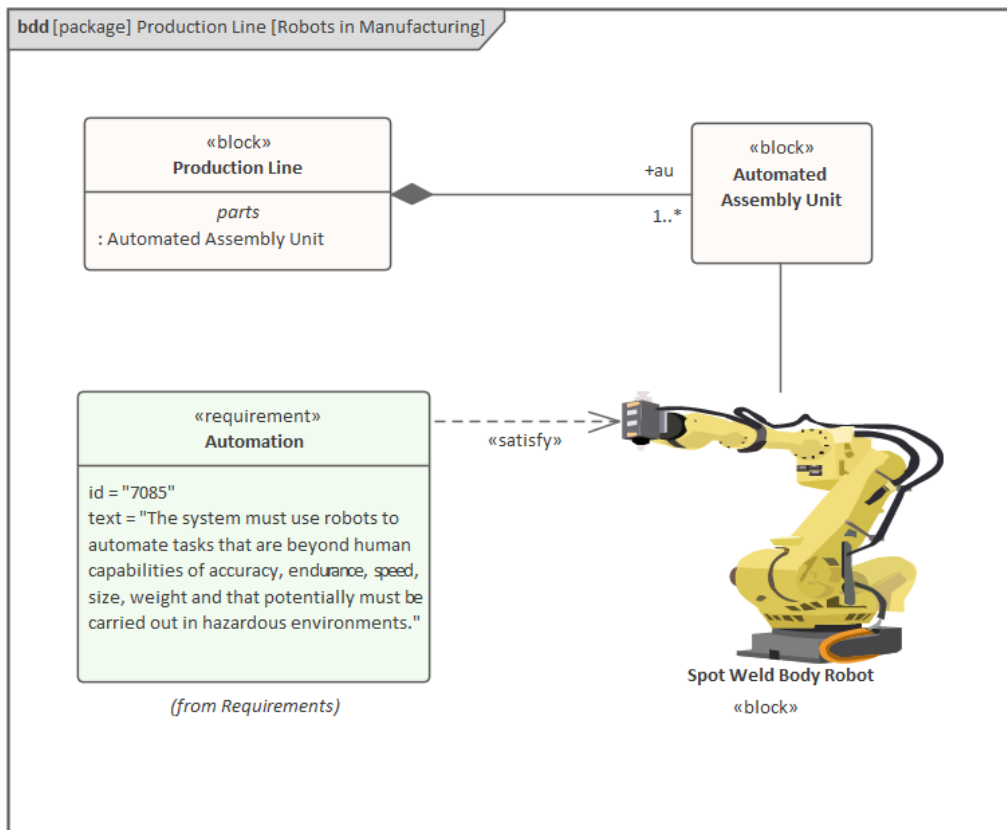 bdd [package] Production Line [Robots in Manufacturing]
«block»
Production Line
parts
: Automated Assembly Unit
+au
1..*
«block»
Automated
Assembly Unit
«requirement»
Automation
id = "7085"
text = "The system must use robots to
automate tasks that are beyond human
capabilities of accuracy, endurance, speed,
size, weight and that potentially must be
carried out in hazardous environments."
(from Requirements)
«satisfy»
Spot Weld Body Robot
«block»